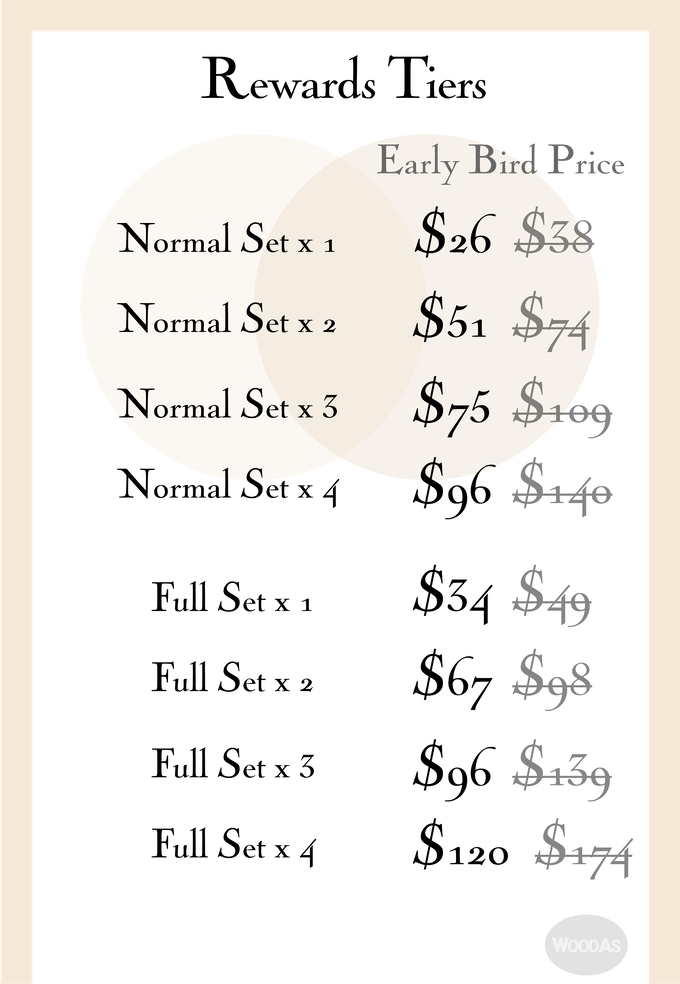 Rewards Tiers
Early Bird Price
Normal Set x 1 $26 $38
Normal Set x 2 $51 $74
Normal Set x 3 $75 $109
Normal Set x 4 $96 $140
Full Set x 1 $34 $49
Full Set x 2 $67 $98
Full Set x 3 $96 $139
Full Set x 4 $120 $174
WOODAS